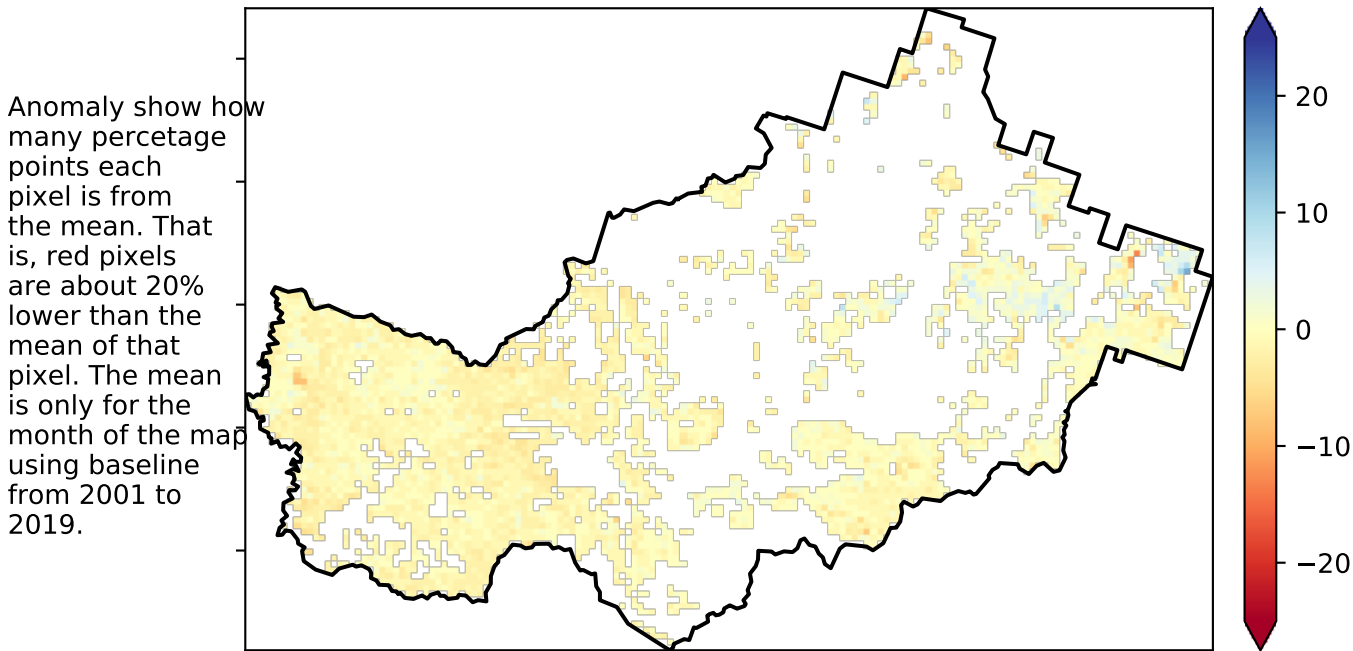 Anomaly show how
many percetage
points each
pixel is from
the mean. That
is, red pixels
are about 20%
lower than the
mean of that
pixel. The mean
is only for the
month of the map
using baseline
from 2001 to
2019.
20
10
0
−10
−20